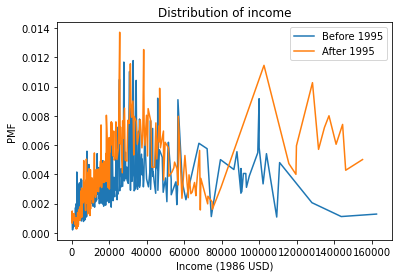 Distribution of income
Before 1995
After 1995
0.014
0.012
0.010
0.008
0.006
0.004
0.002
0.000
PMF
0 20000 40000 60000 80000 100000 120000 140000 160000
Income (1986 USD)